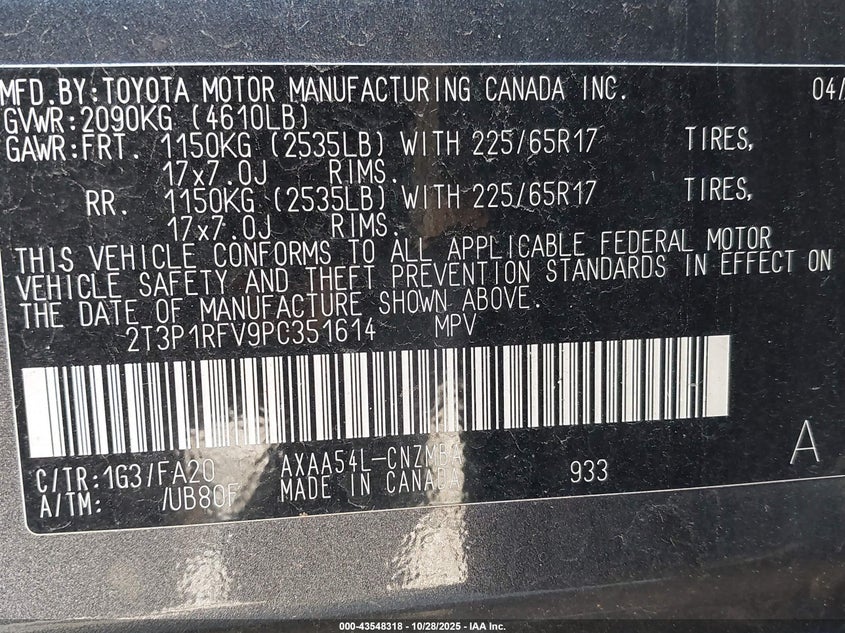 MFD.BY:TOYOTA MOTOR MANUFACTURING CANADA INC. 04/
GVWR:2090KG (4610LB)
GAWR:FRT. 1150KG (2535LB) WITH 225/65R17 TIRES,
17x7.0J RIMS.
RR. 1150KG (2535LB) WITH 225/65R17 TIRES,
17x7.0J RIMS.
THIS VEHICLE CONFORMS TO ALL APPLICABLE FEDERAL MOTOR
VEHICLE SAFETY AND THEFT PREVENTION STANDARDS IN EFFECT ON
THE DATE OF MANUFACTURE SHOWN ABOVE.
2T3P1RFV9PC351614 MPV
C/TR:1G3/FA20 AXAA54L-CNZMBA 933 A
A/TM: /UB80F MADE IN CANADA
000-43548318 - 10/28/2025 - IAA Inc.